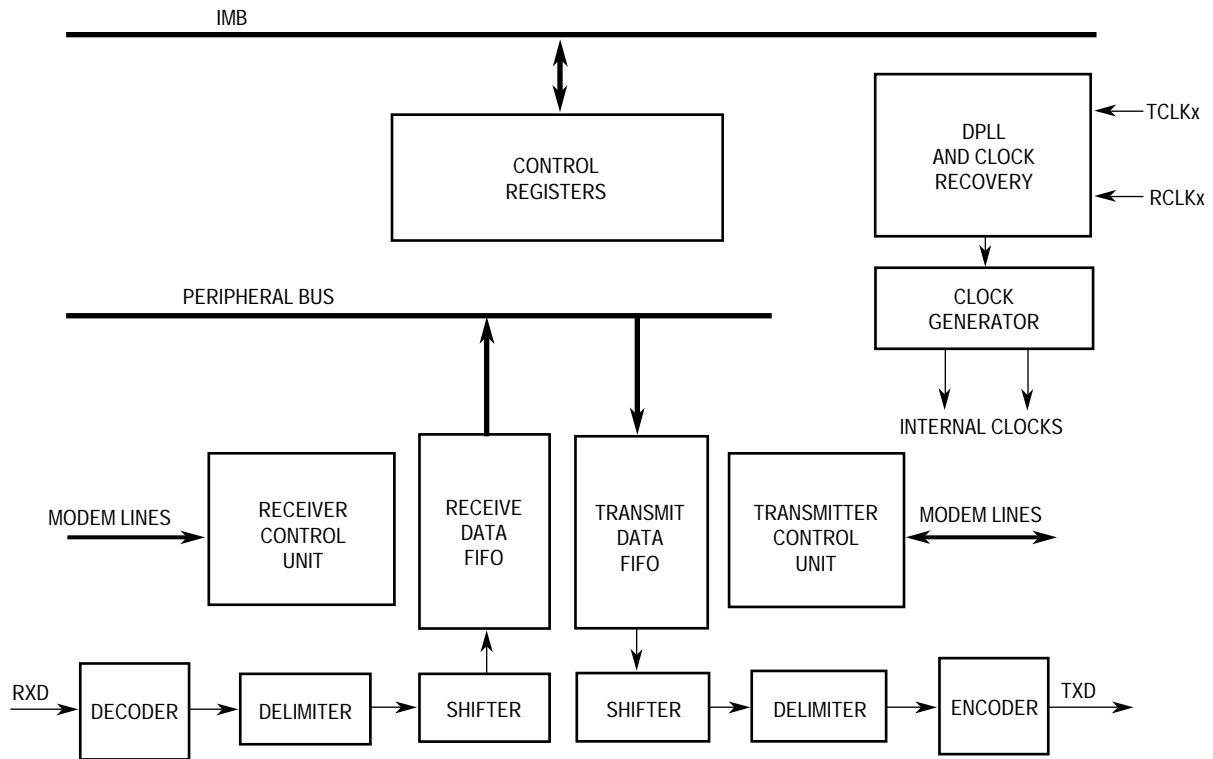 IMB
CONTROL
REGISTERS
DPLL
AND CLOCK
RECOVERY
TCLKx
RCLKx
CLOCK
GENERATOR
INTERNAL CLOCKS
PERIPHERAL BUS
MODEM LINES
RECEIVER
CONTROL
UNIT
RECEIVE
DATA
FIFO
TRANSMIT
DATA
FIFO
TRANSMITTER
CONTROL
UNIT
MODEM LINES
RXD
DECODER
DELIMITER
SHIFTER
SHIFTER
DELIMITER
ENCODER
TXD